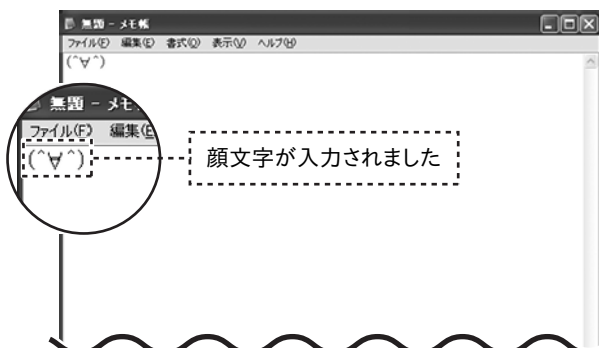 無題 - メモ帳
ファイル(F) 編集(E) 書式(O) 表示(V) ヘルプ(H)
(^∀^)
無題 - メモ
ファイル(F) 編集(E
(^∀^)
顔文字が入力されました